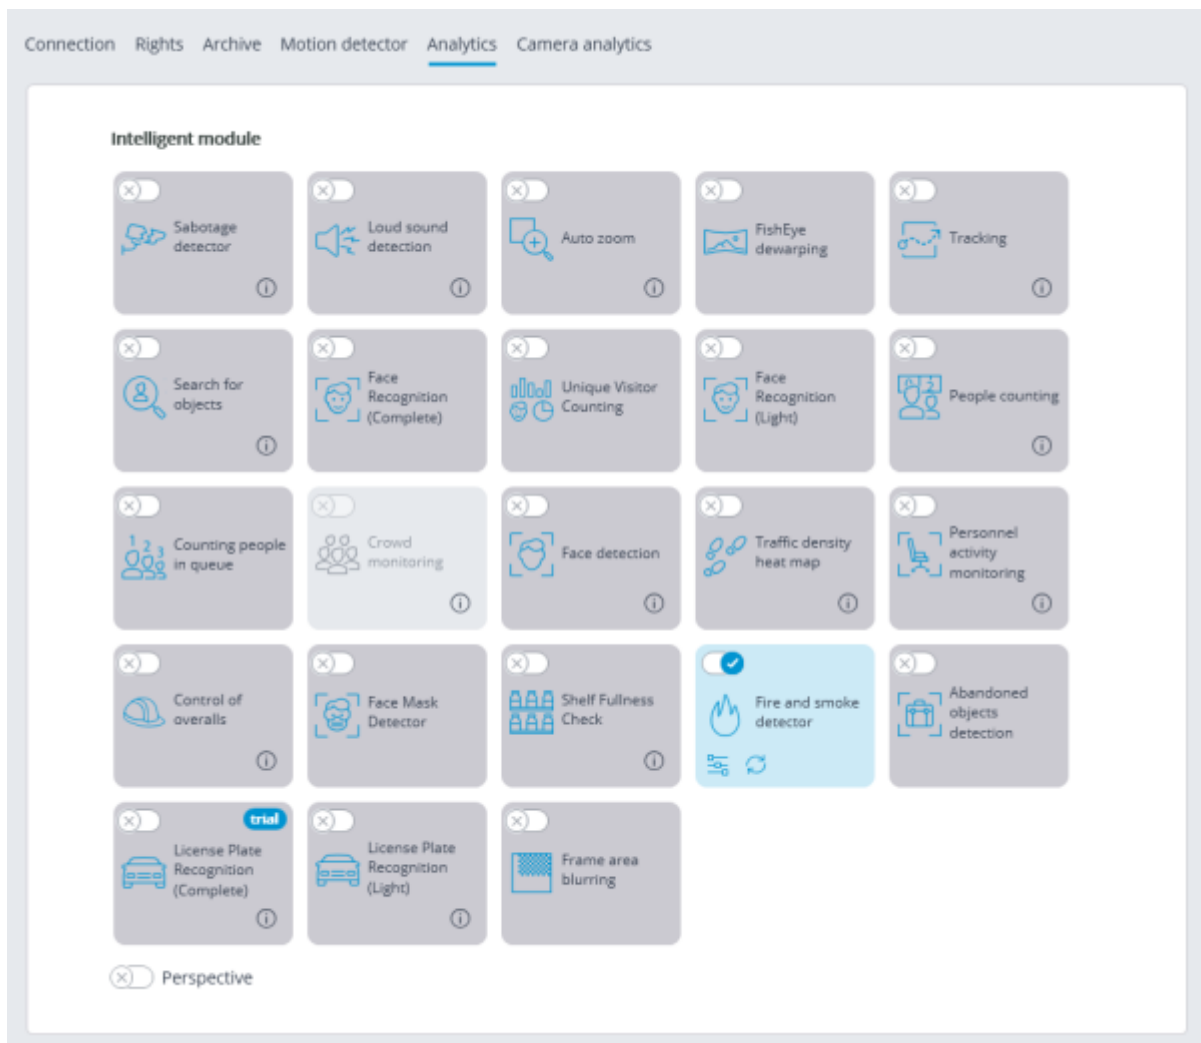 Connection Rights Archive Motion detector Analytics Camera analytics
Intelligent module
Sabotage
detector
Loud sound
detection
Auto zoom
FishEye
dewarping
Tracking
Search for
objects
Face
Recognition
(Complete)
Unique Visitor
Counting
Face
Recognition
(Light)
People counting
Counting people
in queue
Crowd
monitoring
Face detection
Traffic density
heat map
Personnel
activity
monitoring
Control of
overalls
Face Mask
Detector
Shelf Fullness
Check
Fire and smoke
detector
Abandoned
objects
detection
trial
License Plate
Recognition
(Complete)
License Plate
Recognition
(Light)
Frame area
blurring
Perspective